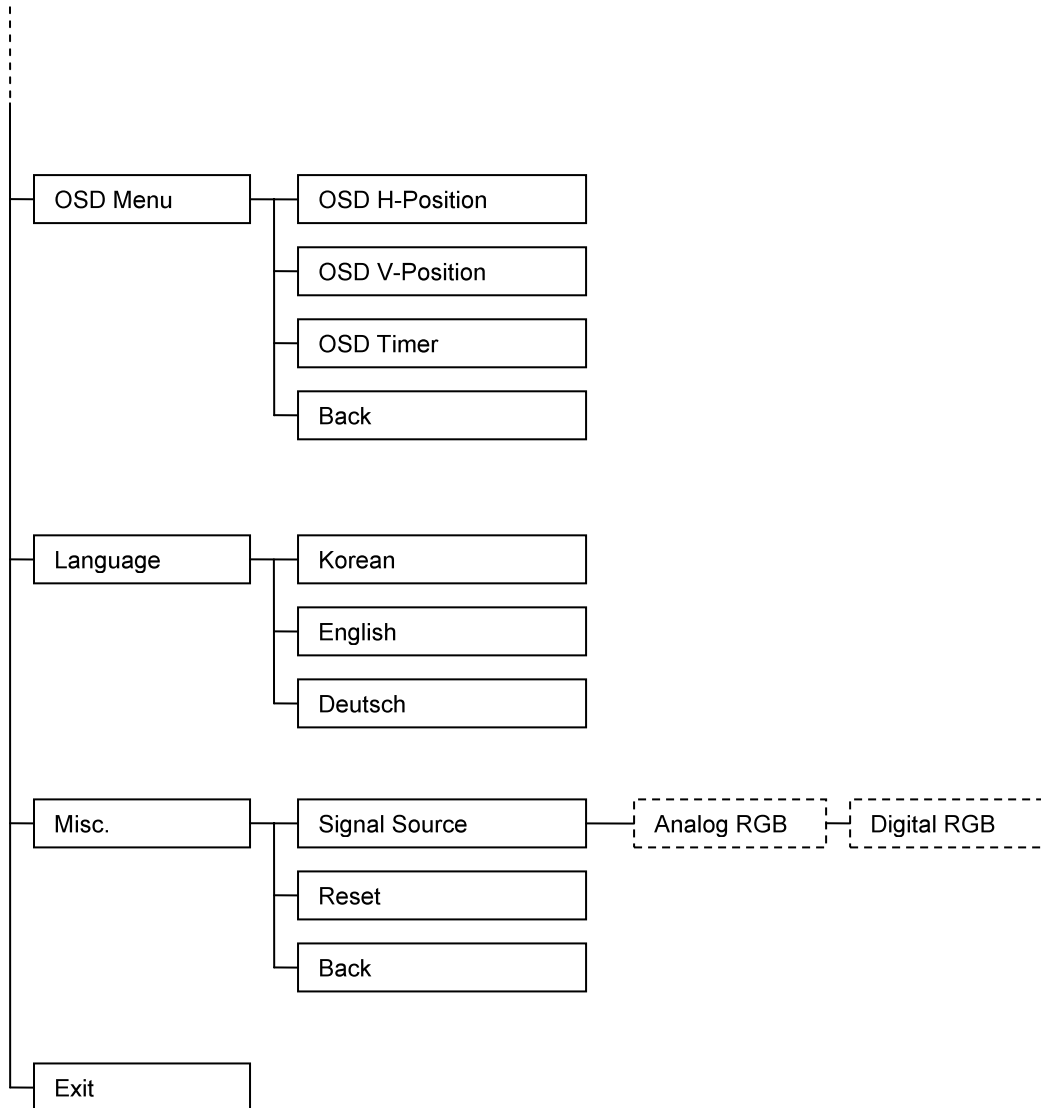 OSD Menu
OSD H-Position
OSD V-Position
OSD Timer
Back
Language
Korean
English
Deutsch
Misc.
Signal Source
Analog RGB
Digital RGB
Reset
Back
Exit